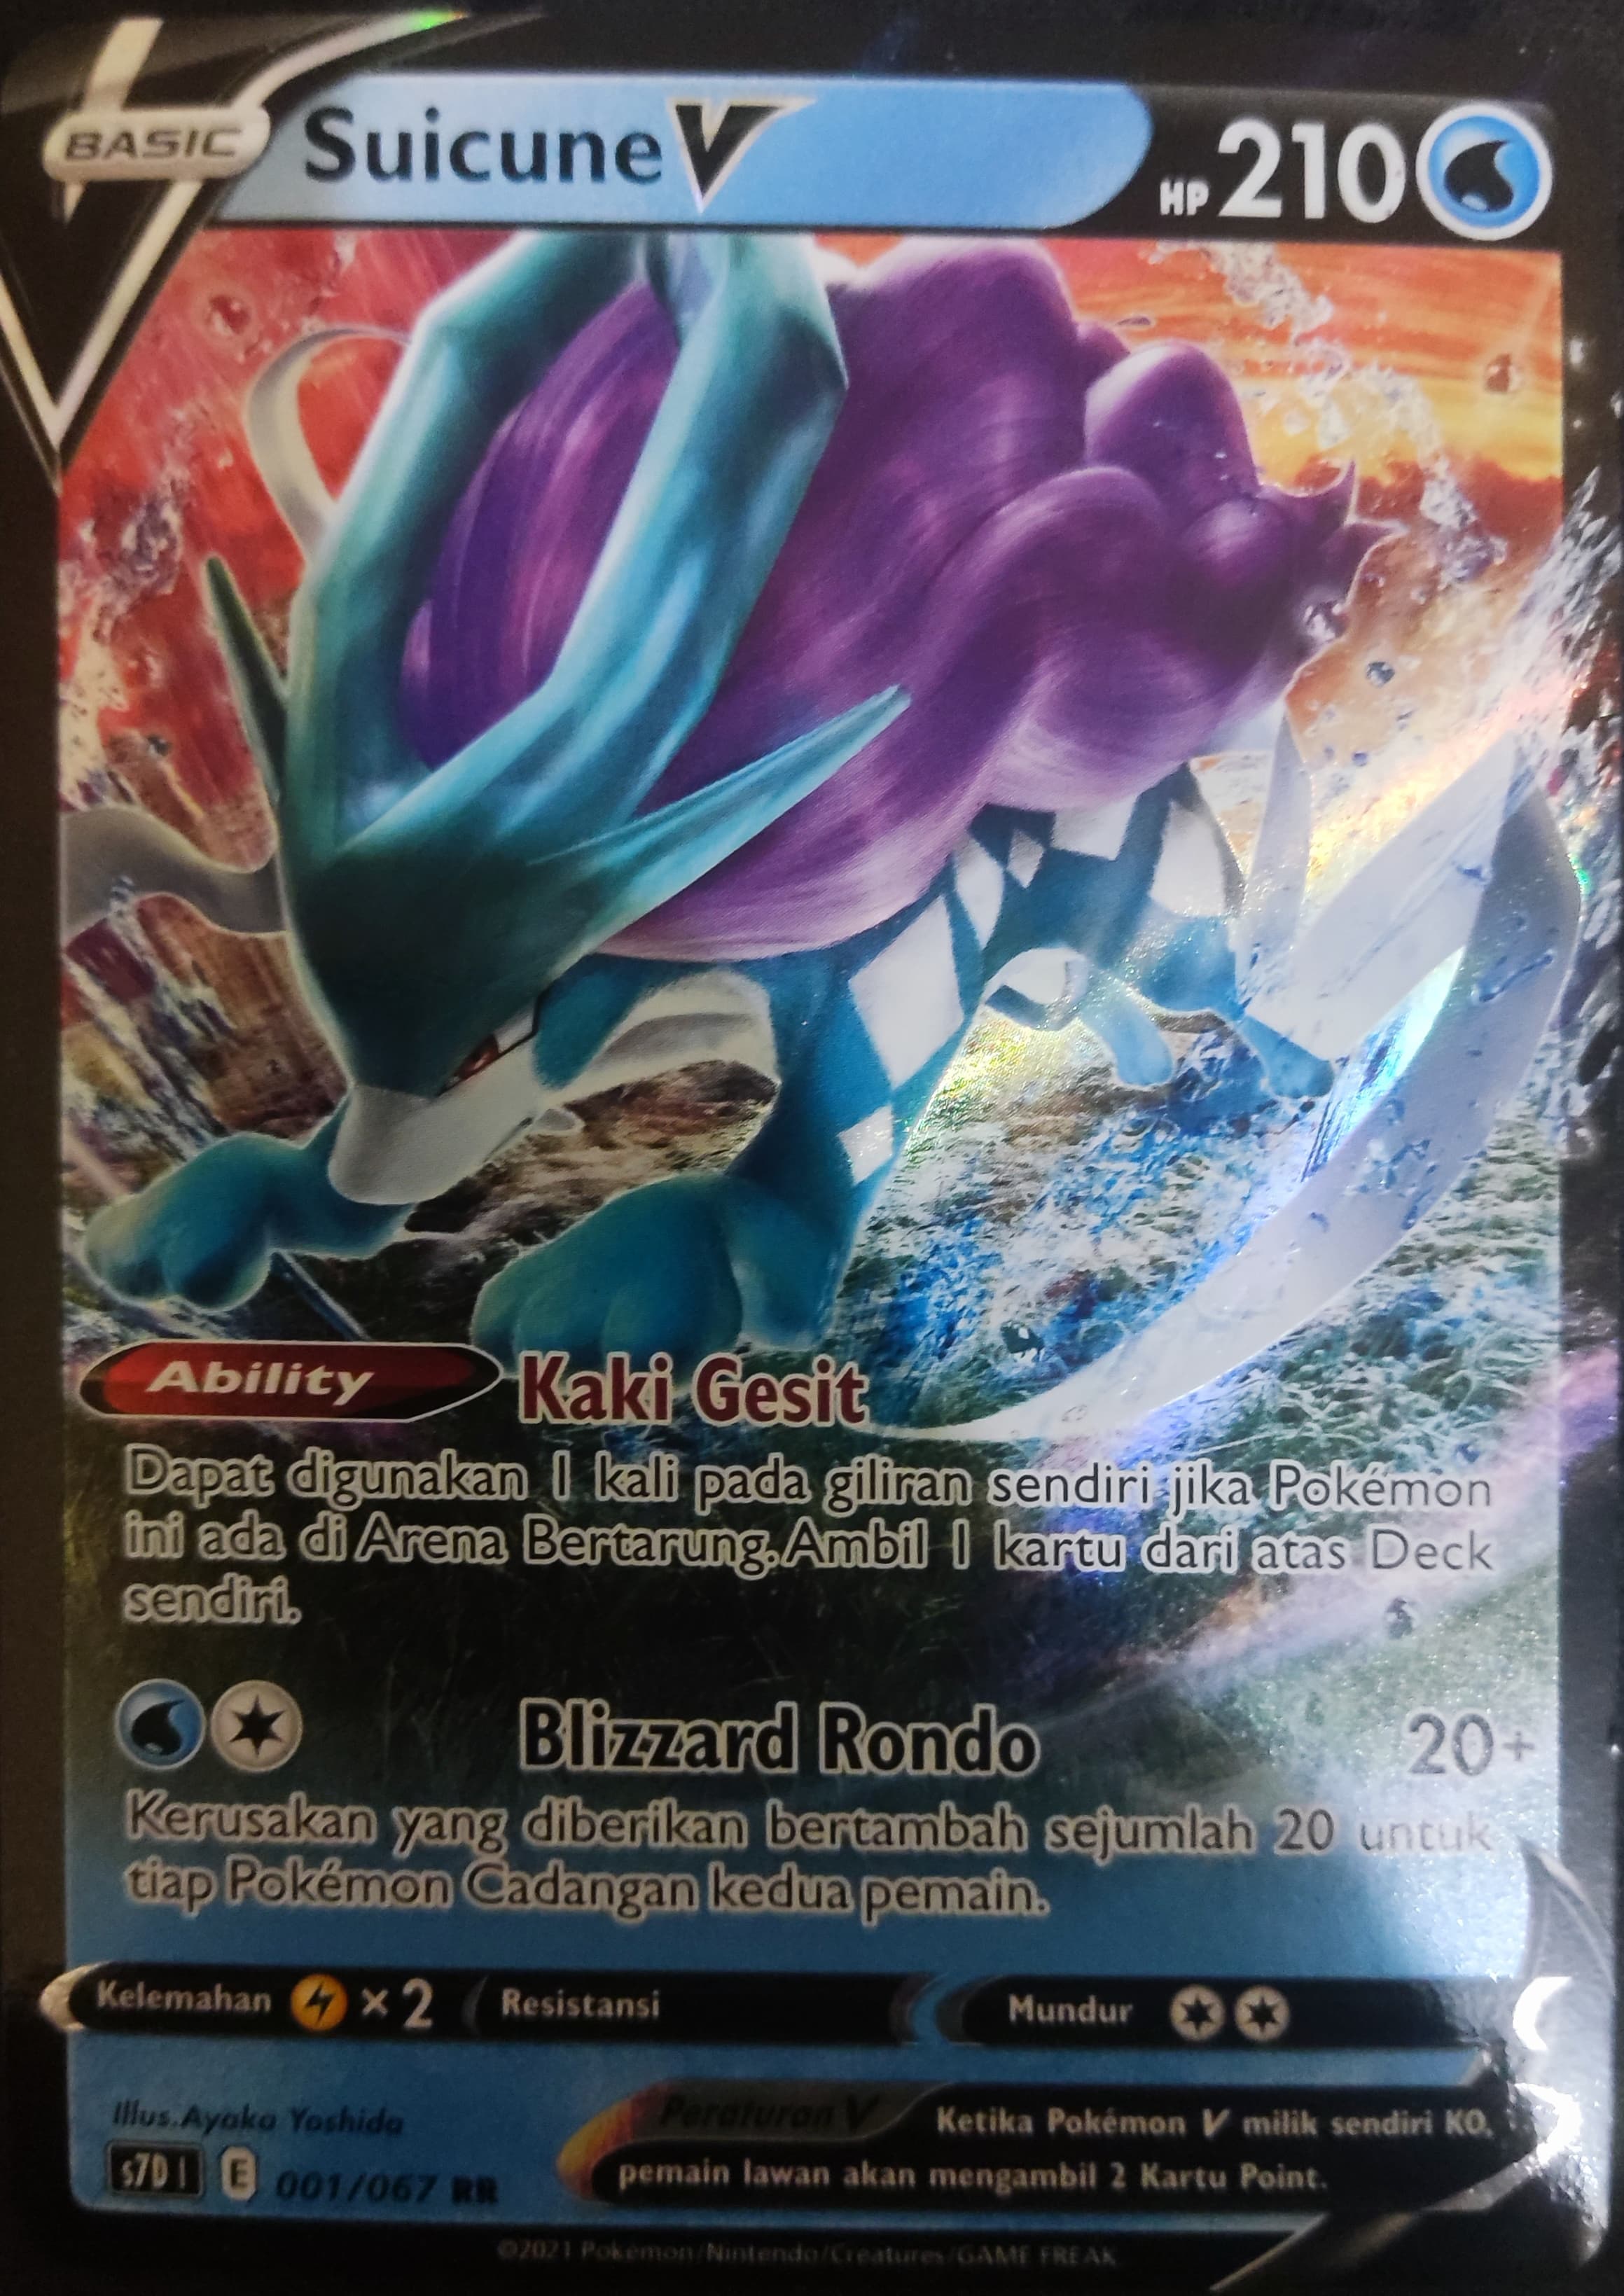 BASIC Suicune V HP 210
Ability Kaki Gesit
Dapat digunakan 1 kali pada giliran sendiri jika Pokémon
ini ada di Arena Bertarung. Ambil 1 kartu dari atas Deck
sendiri.
Blizzard Rondo 20+
Kerusakan yang diberikan bertambah sejumlah 20 untuk
tiap Pokémon Cadangan kedua pemain.
Kelemahan ×2 Resistansi Mundur
Illus. Ayaka Yoshida
Peraturan V Ketika Pokémon V milik sendiri KO,
pemain lawan akan mengambil 2 Kartu Point.
s7D I E 001/067 RR
©2021 Pokémon/Nintendo/Creatures/GAME FREAK